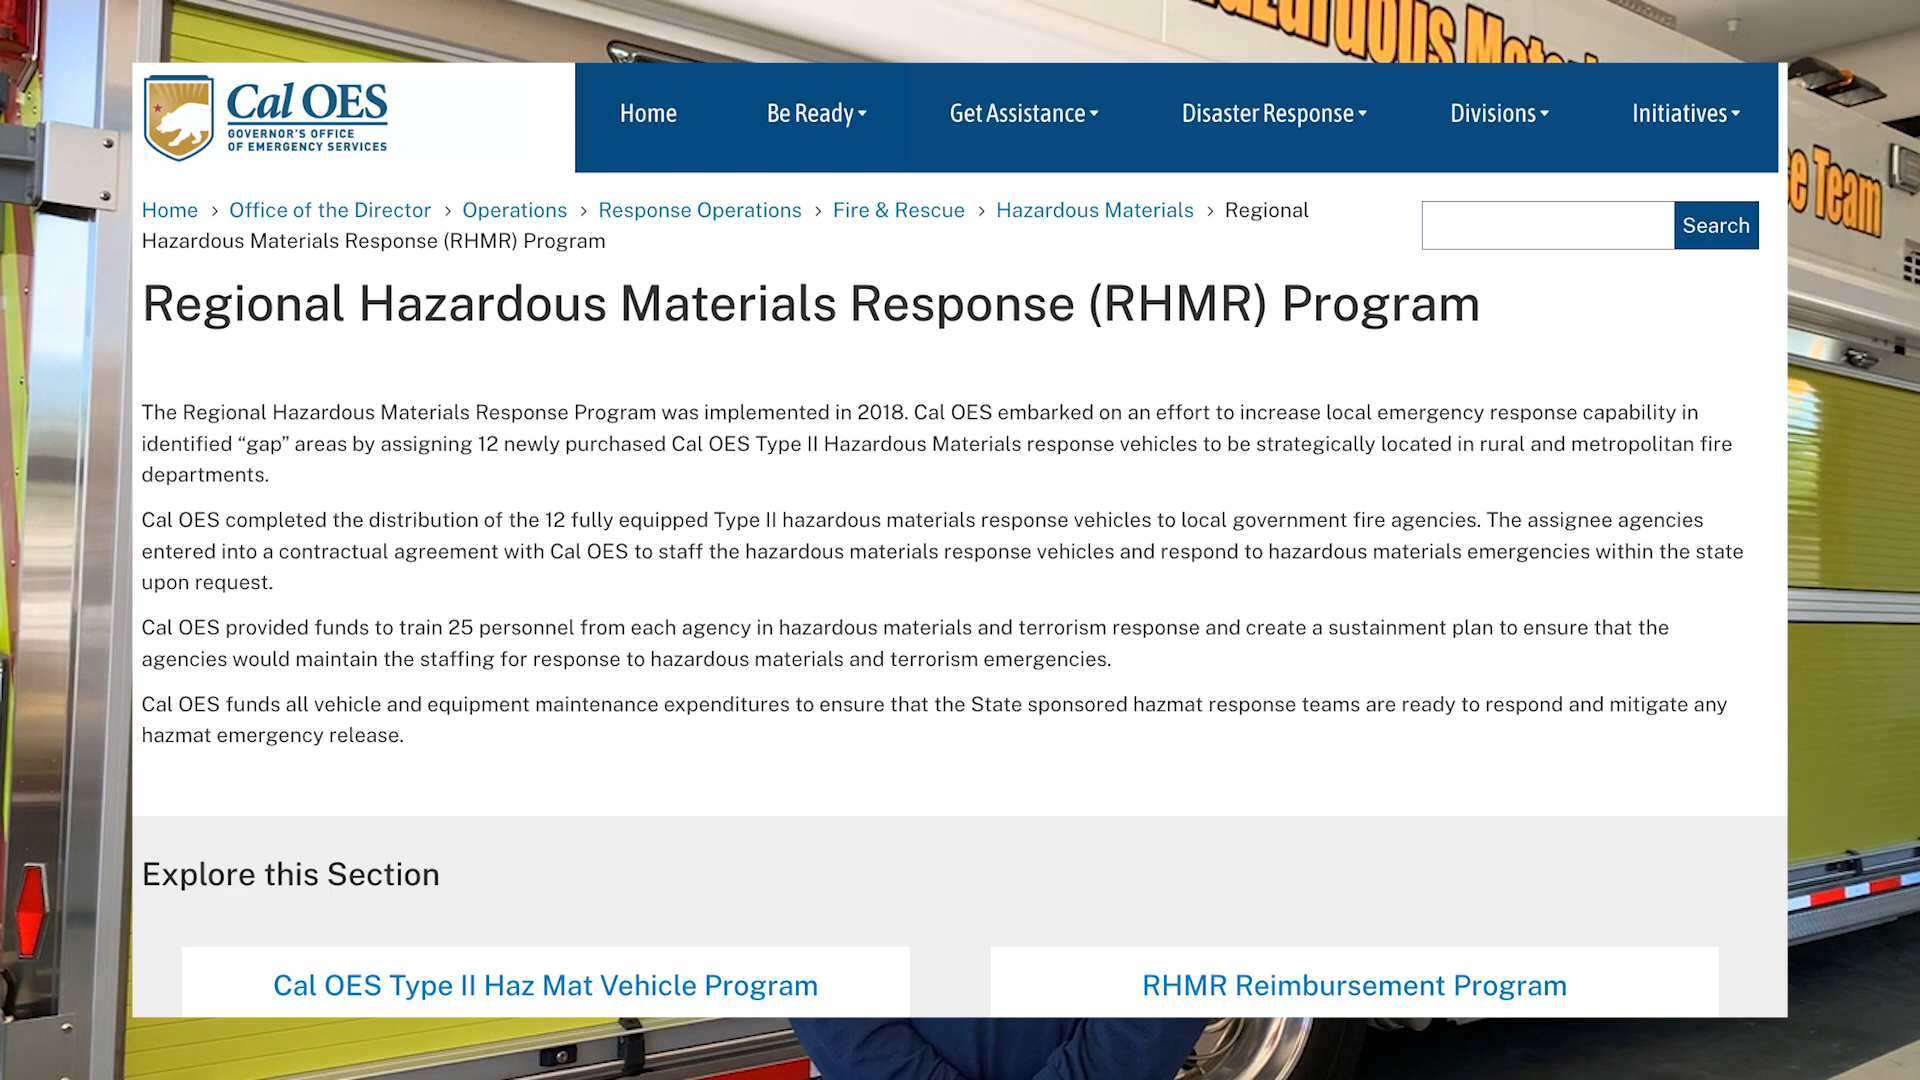 Hazardous Mater
se Team
Cal OES
GOVERNOR'S OFFICE
OF EMERGENCY SERVICES
Home Be Ready Get Assistance Disaster Response Divisions Initiatives
Home > Office of the Director > Operations > Response Operations > Fire & Rescue > Hazardous Materials > Regional
Hazardous Materials Response (RHMR) Program
Search
Regional Hazardous Materials Response (RHMR) Program
The Regional Hazardous Materials Response Program was implemented in 2018. Cal OES embarked on an effort to increase local emergency response capability in
identified “gap” areas by assigning 12 newly purchased Cal OES Type II Hazardous Materials response vehicles to be strategically located in rural and metropolitan fire
departments.
Cal OES completed the distribution of the 12 fully equipped Type II hazardous materials response vehicles to local government fire agencies. The assignee agencies
entered into a contractual agreement with Cal OES to staff the hazardous materials response vehicles and respond to hazardous materials emergencies within the state
upon request.
Cal OES provided funds to train 25 personnel from each agency in hazardous materials and terrorism response and create a sustainment plan to ensure that the
agencies would maintain the staffing for response to hazardous materials and terrorism emergencies.
Cal OES funds all vehicle and equipment maintenance expenditures to ensure that the State sponsored hazmat response teams are ready to respond and mitigate any
hazmat emergency release.
Explore this Section
Cal OES Type II Haz Mat Vehicle Program
RHMR Reimbursement Program